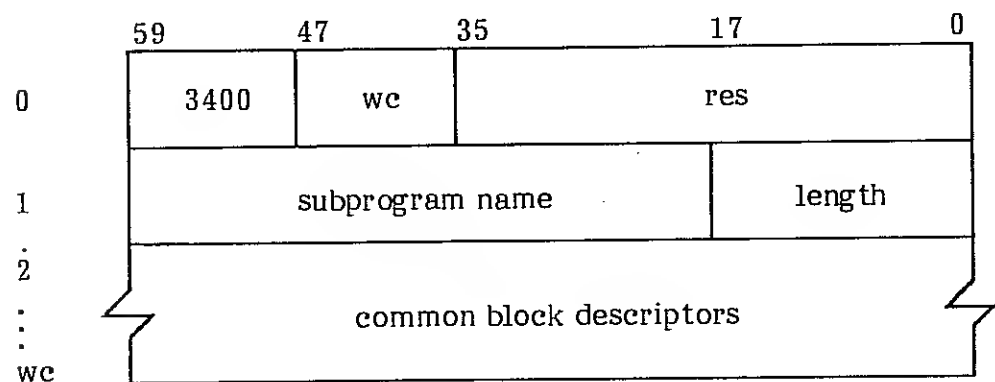 59 47 35 17 0
0 3400 wc res
1 subprogram name length
.
2
. common block descriptors
.
.
wc